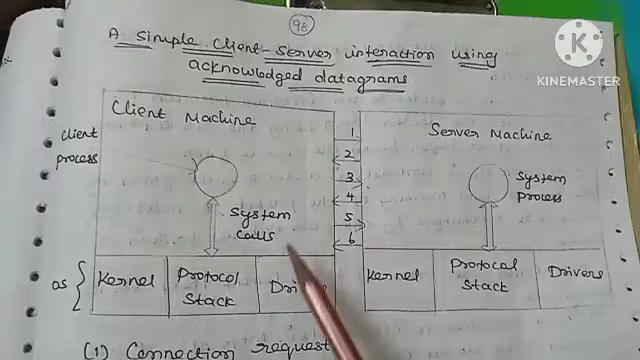 98
A Simple Client-Server interaction using
acknowledged datagrams
KINEMASTER
Client Machine
Client
process
System
calls
1
2
3
4
5
6
Server Machine
System
Process
OS
Kernel
Protocol
Stack
Kernel
Protocol
Stack
Drivers
(1) Connection request